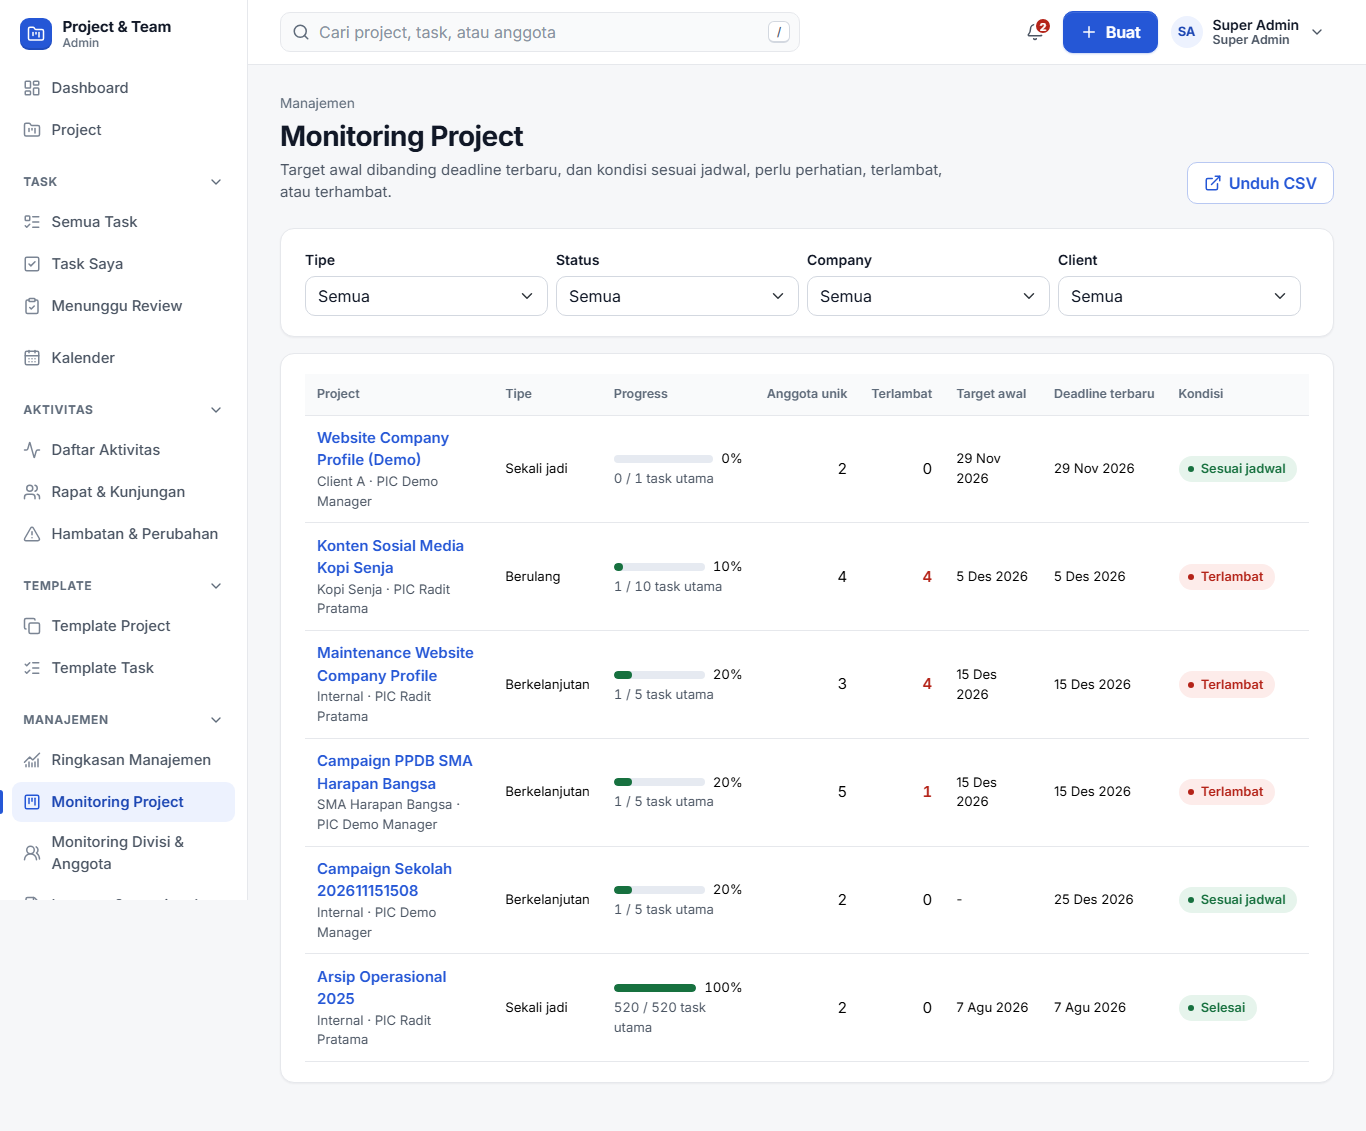 Project & Team
Admin
Dashboard
Project
TASK
Semua Task
Task Saya
Menunggu Review
Kalender
AKTIVITAS
Daftar Aktivitas
Rapat & Kunjungan
Hambatan & Perubahan
TEMPLATE
Template Project
Template Task
MANAJEMEN
Ringkasan Manajemen
Monitoring Project
Monitoring Divisi &
Anggota
Cari project, task, atau anggota
/
2
Buat
SA
Super Admin
Super Admin
Manajemen
Monitoring Project
Target awal dibanding deadline terbaru, dan kondisi sesuai jadwal, perlu perhatian, terlambat,
atau terhambat.
Unduh CSV
Tipe
Semua
Status
Semua
Company
Semua
Client
Semua
Project Tipe Progress Anggota unik Terlambat Target awal Deadline terbaru Kondisi
Website Company
Profile (Demo)
Client A · PIC Demo
Manager
Sekali jadi
0%
0 / 1 task utama
2
0
29 Nov
2026
29 Nov 2026
Sesuai jadwal
Konten Sosial Media
Kopi Senja
Kopi Senja · PIC Radit
Pratama
Berulang
10%
1 / 10 task utama
4
4
5 Des 2026
5 Des 2026
Terlambat
Maintenance Website
Company Profile
Internal · PIC Radit
Pratama
Berkelanjutan
20%
1 / 5 task utama
3
4
15 Des
2026
15 Des 2026
Terlambat
Campaign PPDB SMA
Harapan Bangsa
SMA Harapan Bangsa ·
PIC Demo Manager
Berkelanjutan
20%
1 / 5 task utama
5
1
15 Des
2026
15 Des 2026
Terlambat
Campaign Sekolah
202611151508
Internal · PIC Demo
Manager
Berkelanjutan
20%
1 / 5 task utama
2
0
-
25 Des 2026
Sesuai jadwal
Arsip Operasional
2025
Internal · PIC Radit
Pratama
Sekali jadi
100%
520 / 520 task
utama
2
0
7 Agu 2026
7 Agu 2026
Selesai